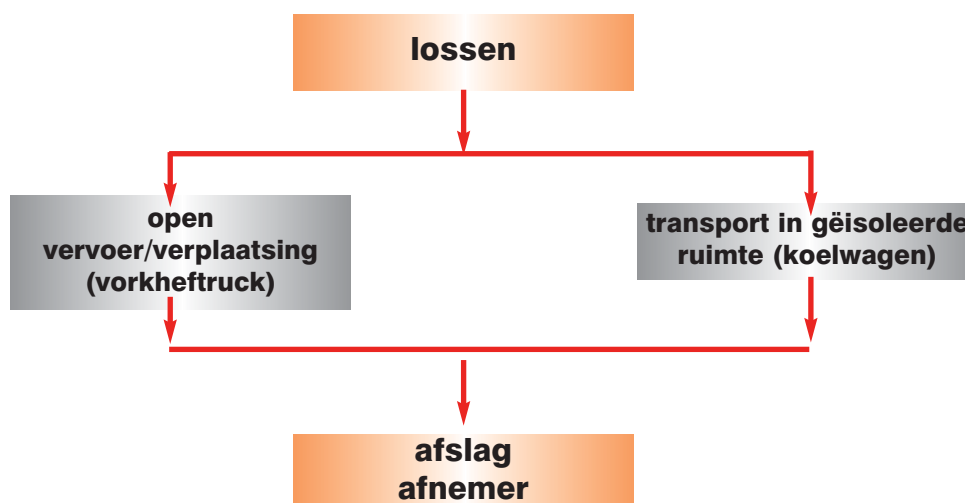 lossen
open
vervoer/verplaatsing
(vorkheftruck)
transport in gëisoleerde
ruimte (koelwagen)
afslag
afnemer